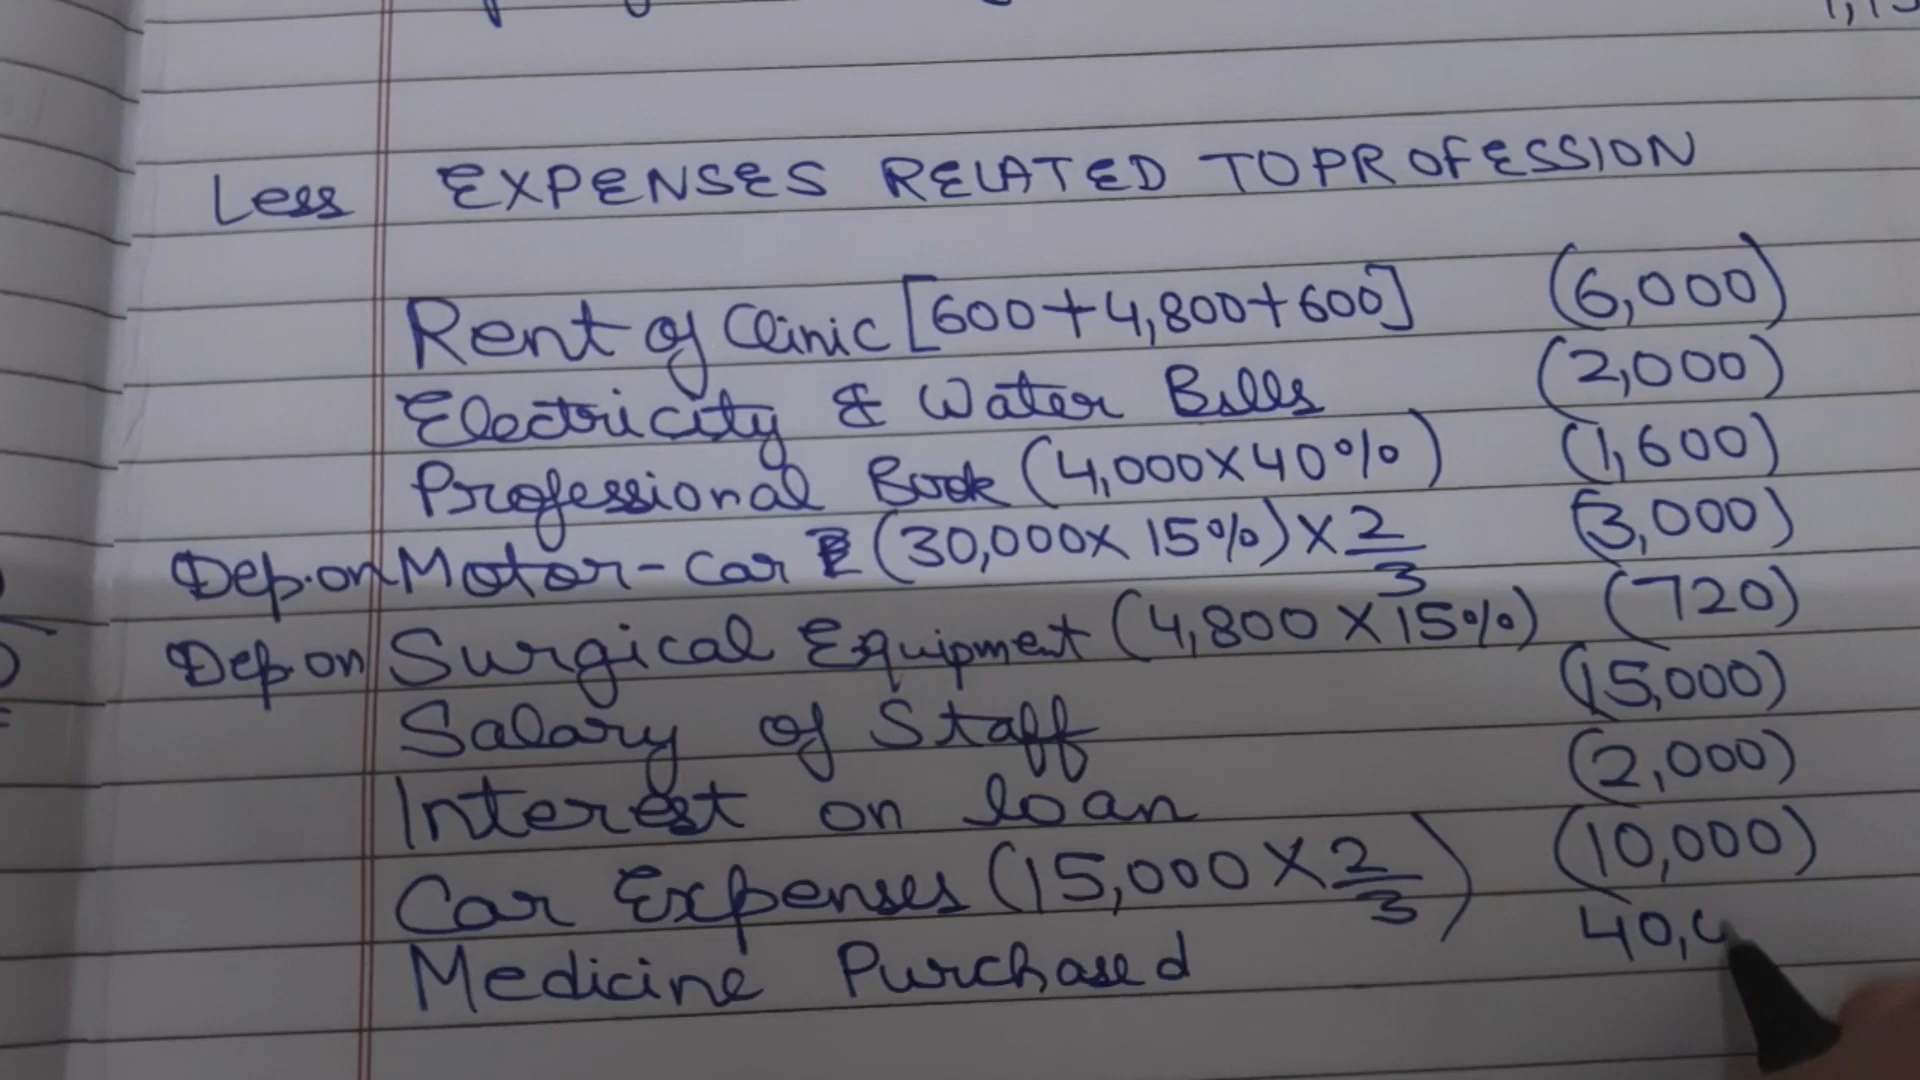 Less EXPENSES RELATED TO PROFESSION
Rent of Clinic [600+4,800+600] (6,000)
Electricity & Water Bills (2,000)
Professional Book (4,000×40%) (1,600)
Dep. on Motor-Car (30,000×15%)×2/3 (3,000)
Dep. on Surgical Equipment (4,800×15%) (720)
Salary of Staff (15,000)
Interest on loan (2,000)
Car Expenses (15,000×2/3) (10,000)
Medicine Purchased 40,